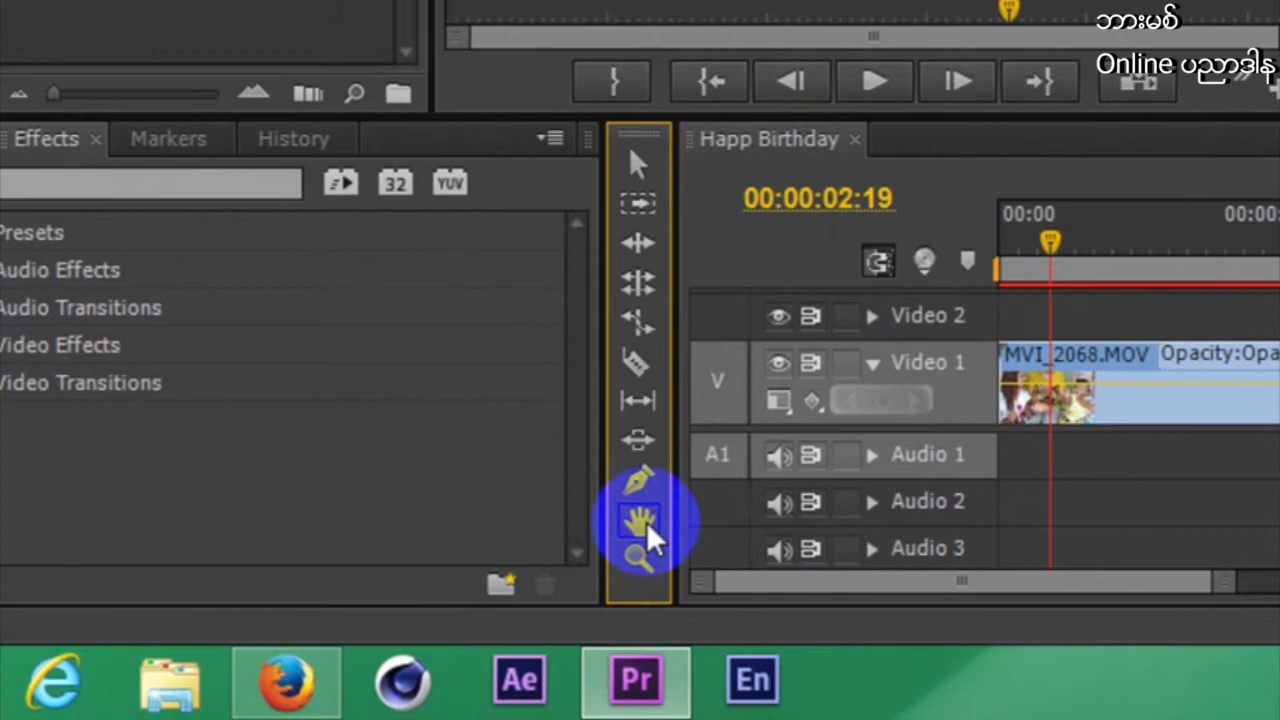 ဘားမစ်
Online ပညာဒါန
Effects
Markers
History
Happ Birthday
32
YUV
00:00:02:19
00:00
00:00
Presets
Audio Effects
Audio Transitions
Video Effects
Video Transitions
Video 2
MVI_2068.MOV
Opacity:Opa
V
Video 1
A1
Audio 1
Audio 2
Audio 3
Ae
Pr
En